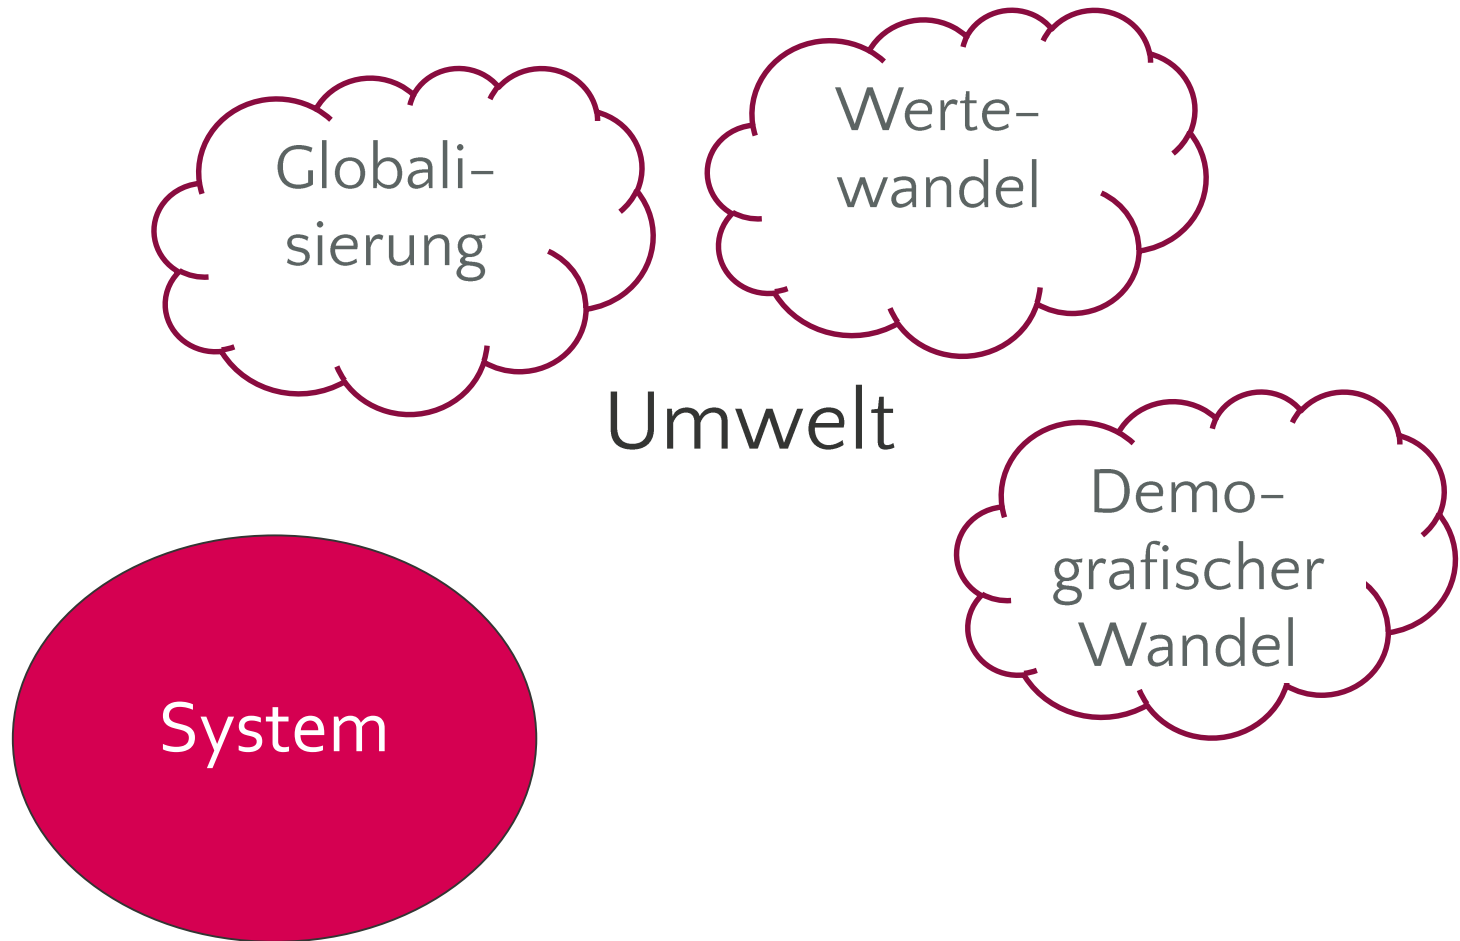 Globali-
sierung
Werte-
wandel
Umwelt
Demo-
grafischer
Wandel
System